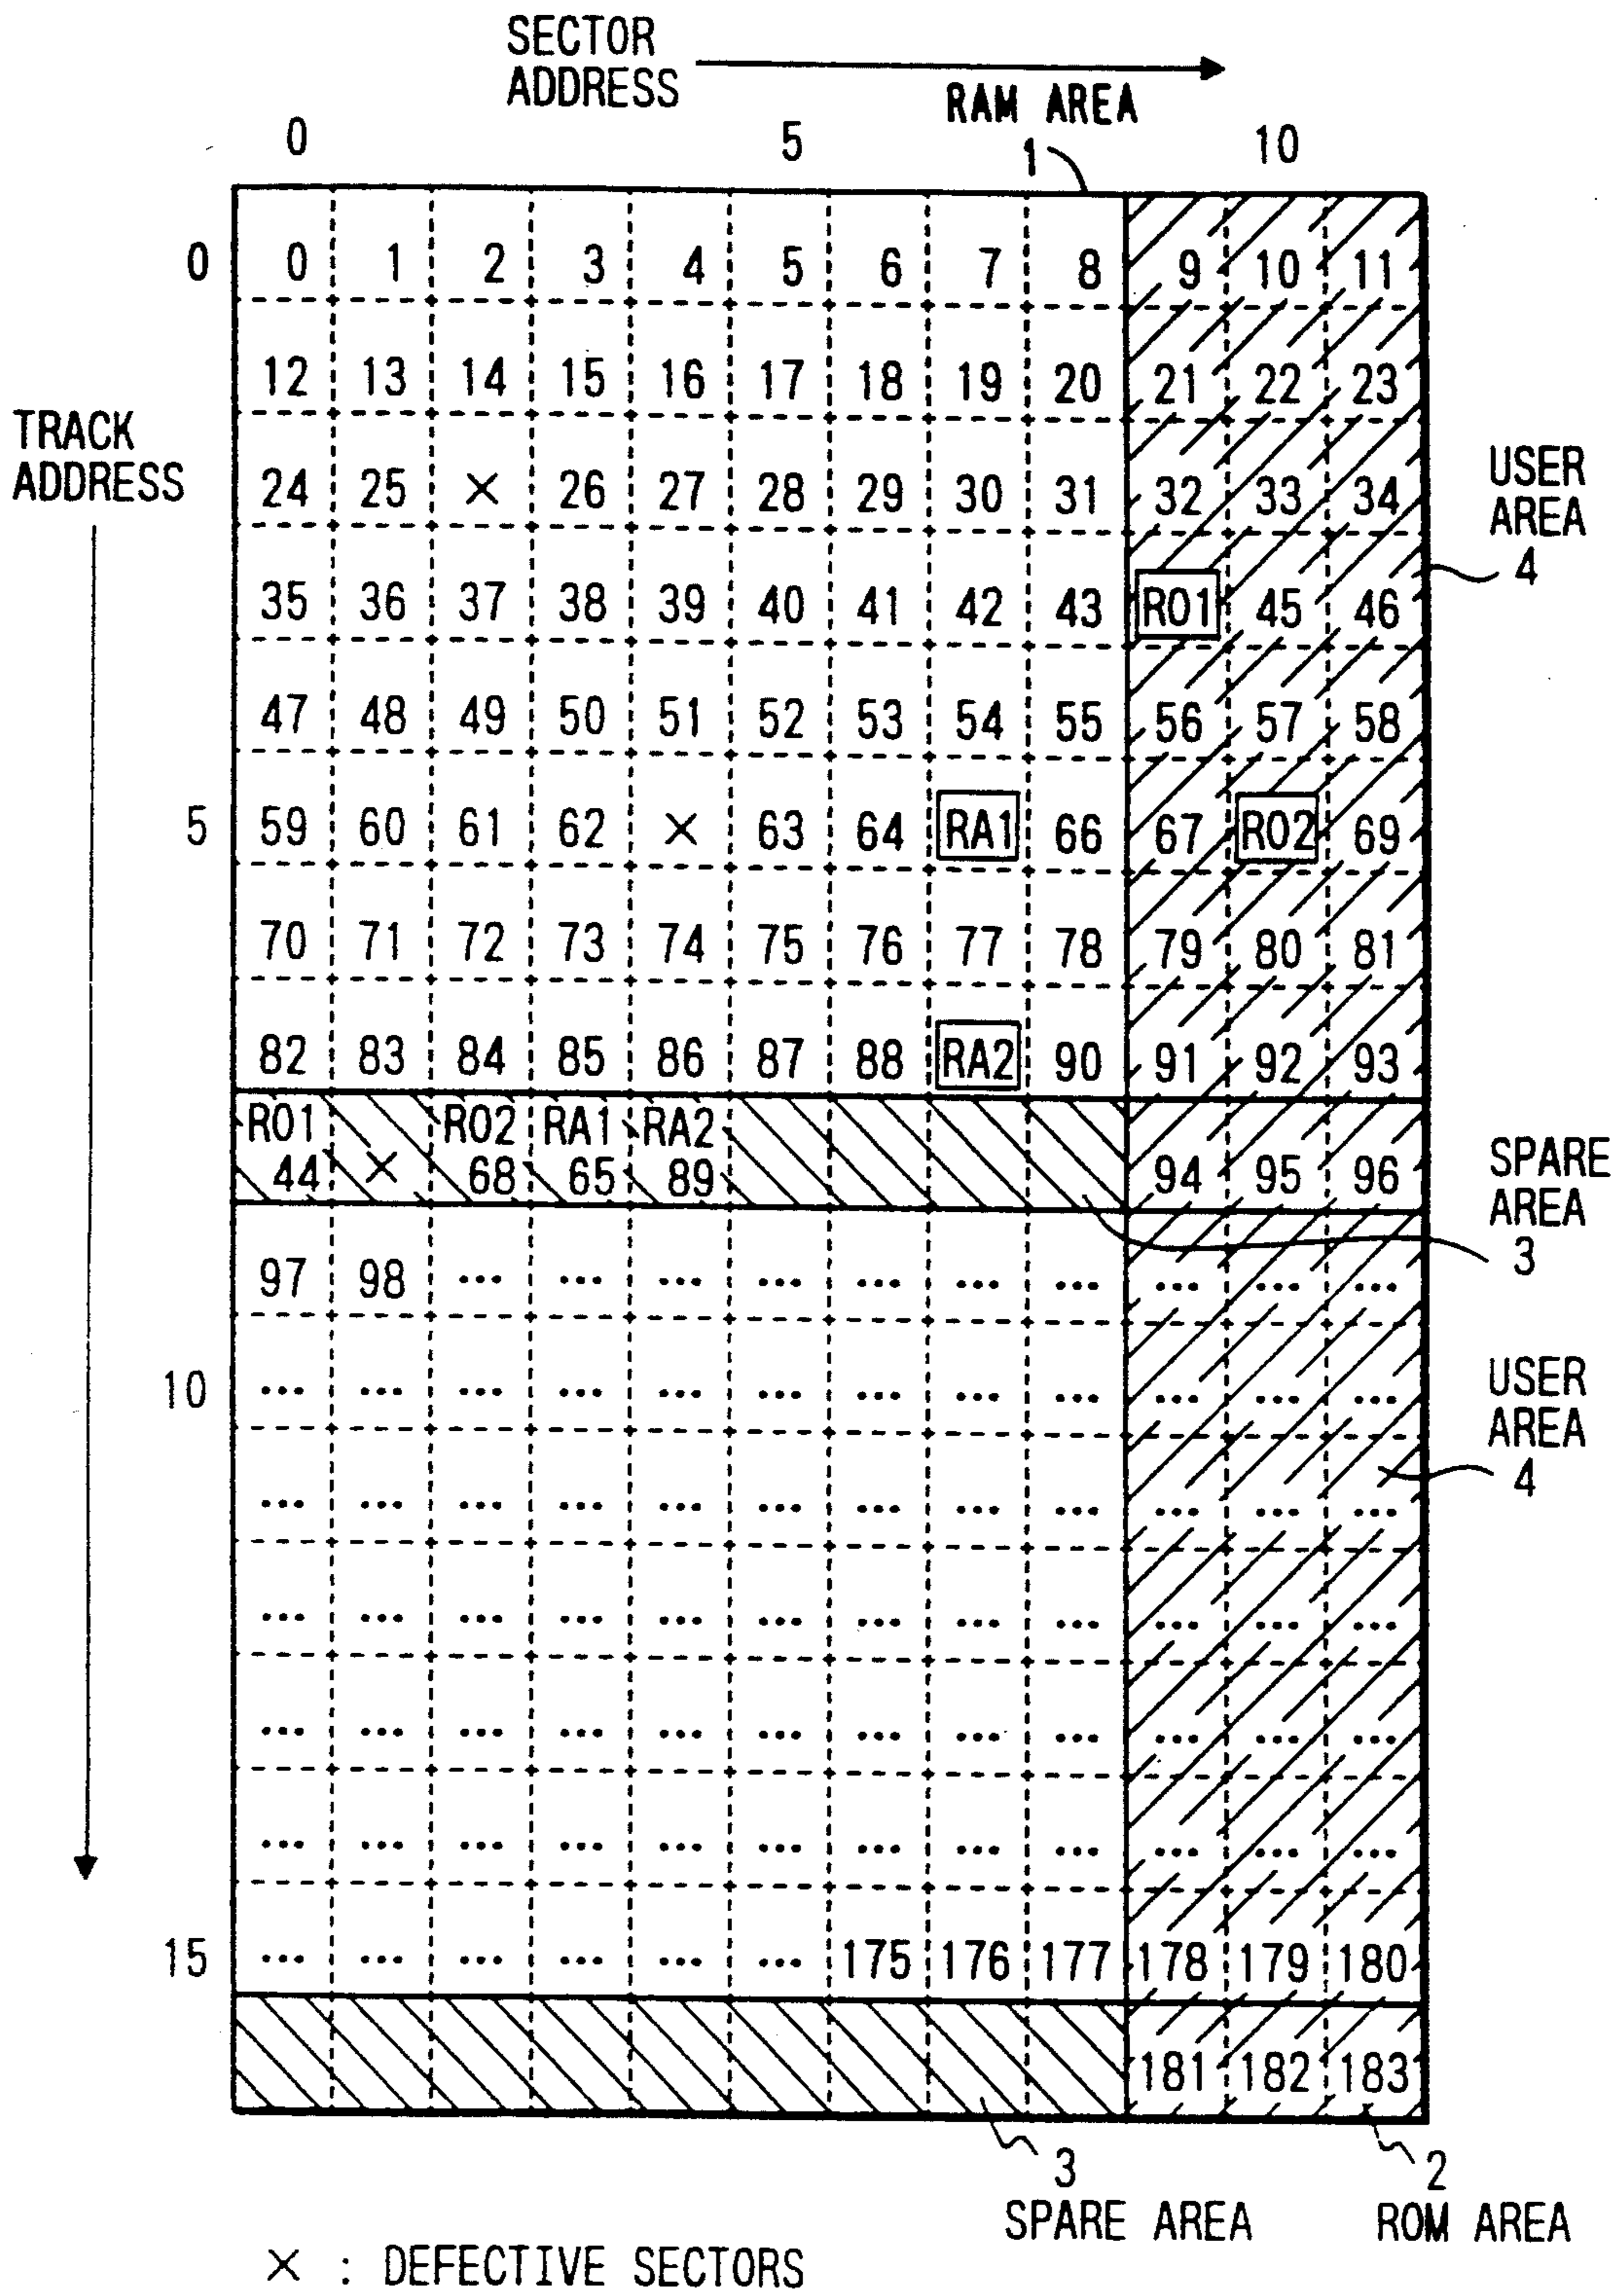 SECTOR
ADDRESS
RAM AREA
0 5 1 10
0 0 1 2 3 4 5 6 7 8 9 10 11
12 13 14 15 16 17 18 19 20 21 22 23
TRACK
ADDRESS
24 25 × 26 27 28 29 30 31 32 33 34
USER
AREA
4
35 36 37 38 39 40 41 42 43 RO1 45 46
47 48 49 50 51 52 53 54 55 56 57 58
5 59 60 61 62 × 63 64 RA1 66 67 RO2 69
70 71 72 73 74 75 76 77 78 79 80 81
82 83 84 85 86 87 88 RA2 90 91 92 93
RO1 RO2 RA1 RA2
44 × 68 65 89 94 95 96
SPARE
AREA
3
97 98 ... ... ... ... ... ... ... ... ... ...
10 ... ... ... ... ... ... ... ... ... ... ... ...
USER
AREA
4
... ... ... ... ... ... ... ... ... ... ... ...
... ... ... ... ... ... ... ... ... ... ... ...
... ... ... ... ... ... ... ... ... ... ... ...
... ... ... ... ... ... ... ... ... ... ... ...
15 ... ... ... ... ... ... 175 176 177 178 179 180
181 182 183
3
SPARE AREA
2
ROM AREA
× : DEFECTIVE SECTORS